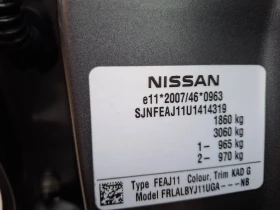 NISSAN
e11*2007/46*0963
SJNFEAJ11U1414319
1860 kg
3060 kg
1- 965 kg
2- 970 kg
Type FEAJ11 Colour, Trim KAD G
Model FRLALBYJ11UGA----NB